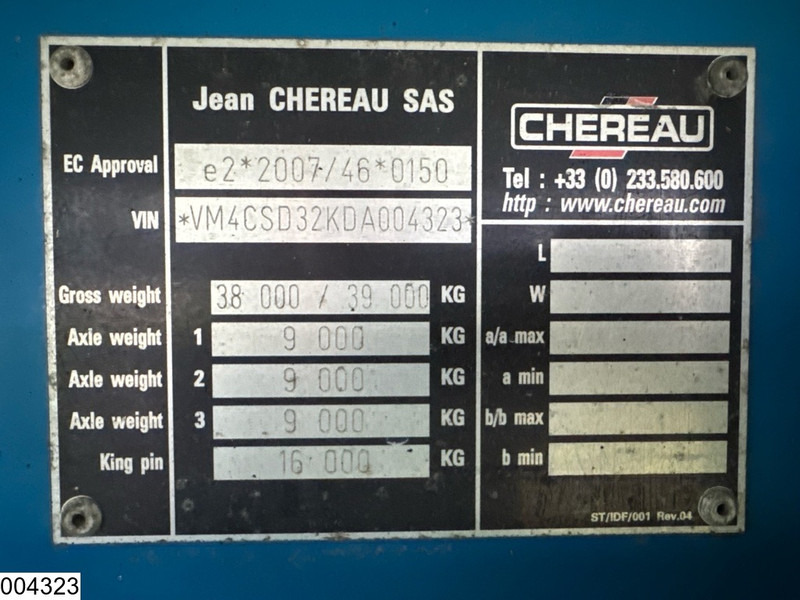 Jean CHEREAU SAS
EC Approval e2*2007/46*0150
VIN *VM4CSD32KDA004323*
Gross weight 38 000 / 39 000 KG
Axle weight 1 9 000 KG
Axle weight 2 9 000 KG
Axle weight 3 9 000 KG
King pin 16 000 KG
CHEREAU
Tel : +33 (0) 233.580.600
http : www.chereau.com
L
W
a/a max
a min
b/b max
b min
ST/IDF/001 Rev.04
004323